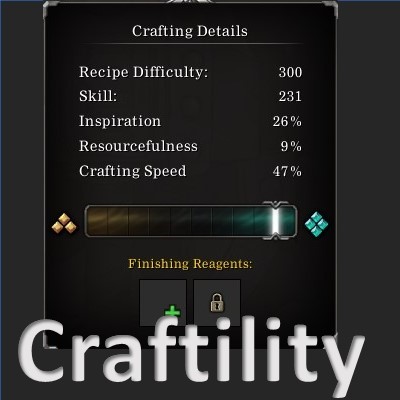 Crafting Details
Recipe Difficulty: 300
Skill: 231
Inspiration 26%
Resourcefulness 9%
Crafting Speed 47%
Finishing Reagents:
Craftility